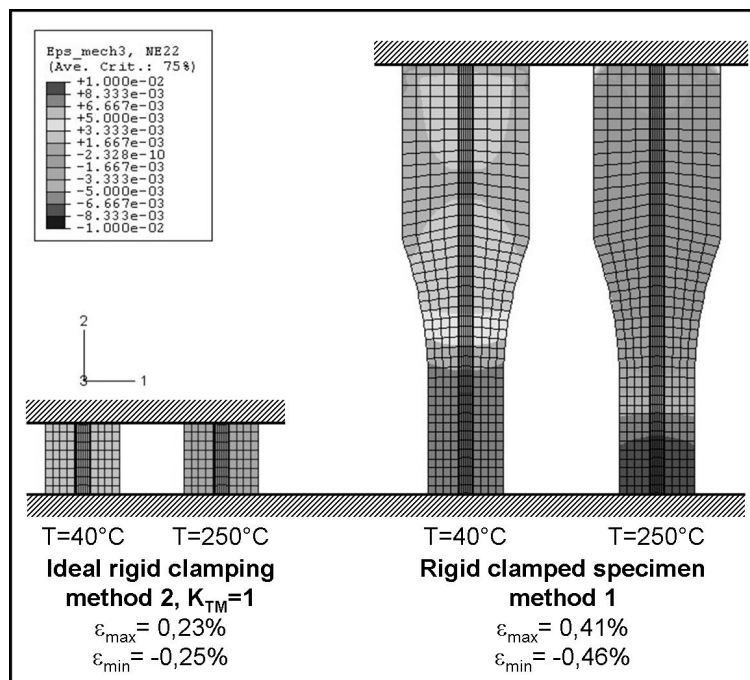 Eps_mech3, NE22
(Ave. Crit.: 75%)
+1.000e-02
+8.333e-03
+6.667e-03
+5.000e-03
+3.333e-03
+1.667e-03
-2.328e-10
-1.667e-03
-3.333e-03
-5.000e-03
-6.667e-03
-8.333e-03
-1.000e-02
2
3 1
T=40°C T=250°C T=40°C T=250°C
Ideal rigid clamping
method 2, K_TM=1
ε_max= 0,23%
ε_min= -0,25%
Rigid clamped specimen
method 1
ε_max= 0,41%
ε_min= -0,46%